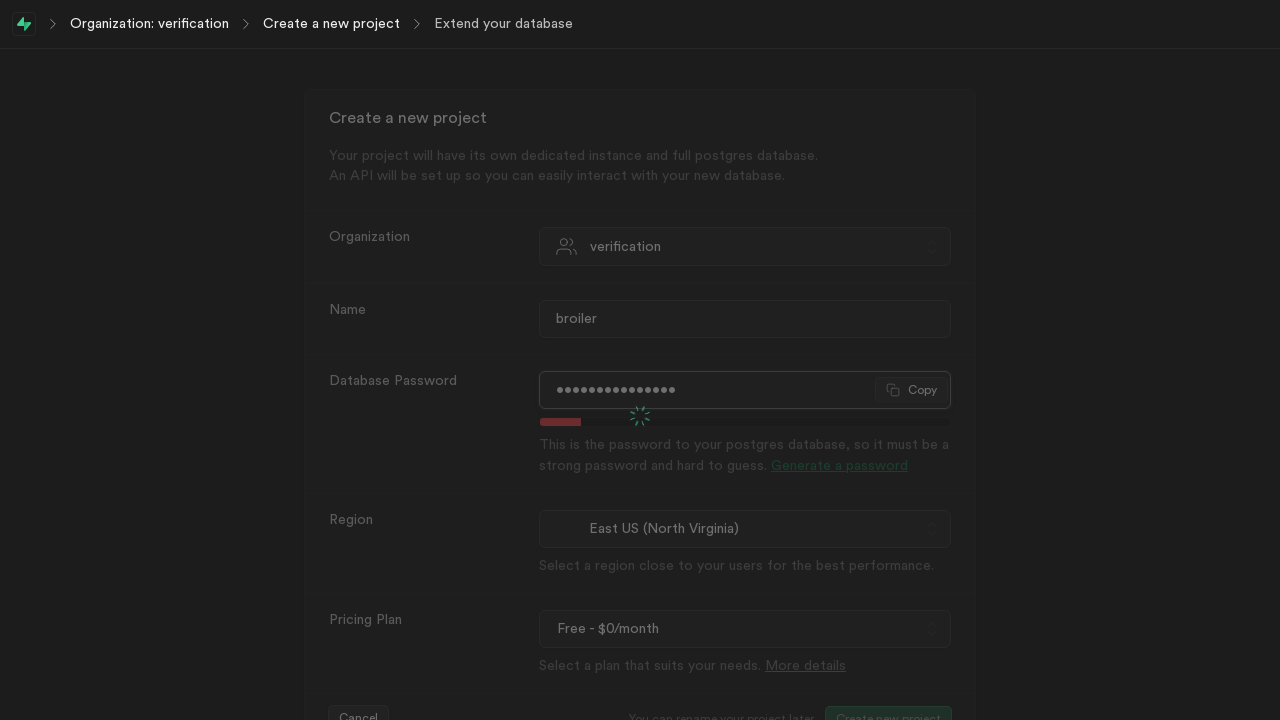 Organization: verification
Create a new project
Extend your database
Create a new project
Your project will have its own dedicated instance and full postgres database.
An API will be set up so you can easily interact with your new database.
Organization
verification
Name
broiler
Database Password
•••••••••••••••
Copy
This is the password to your postgres database, so it must be a
strong password and hard to guess. Generate a password
Region
East US (North Virginia)
Select a region close to your users for the best performance.
Pricing Plan
Free - $0/month
Select a plan that suits your needs. More details
Cancel
You can rename your project later
Create new project